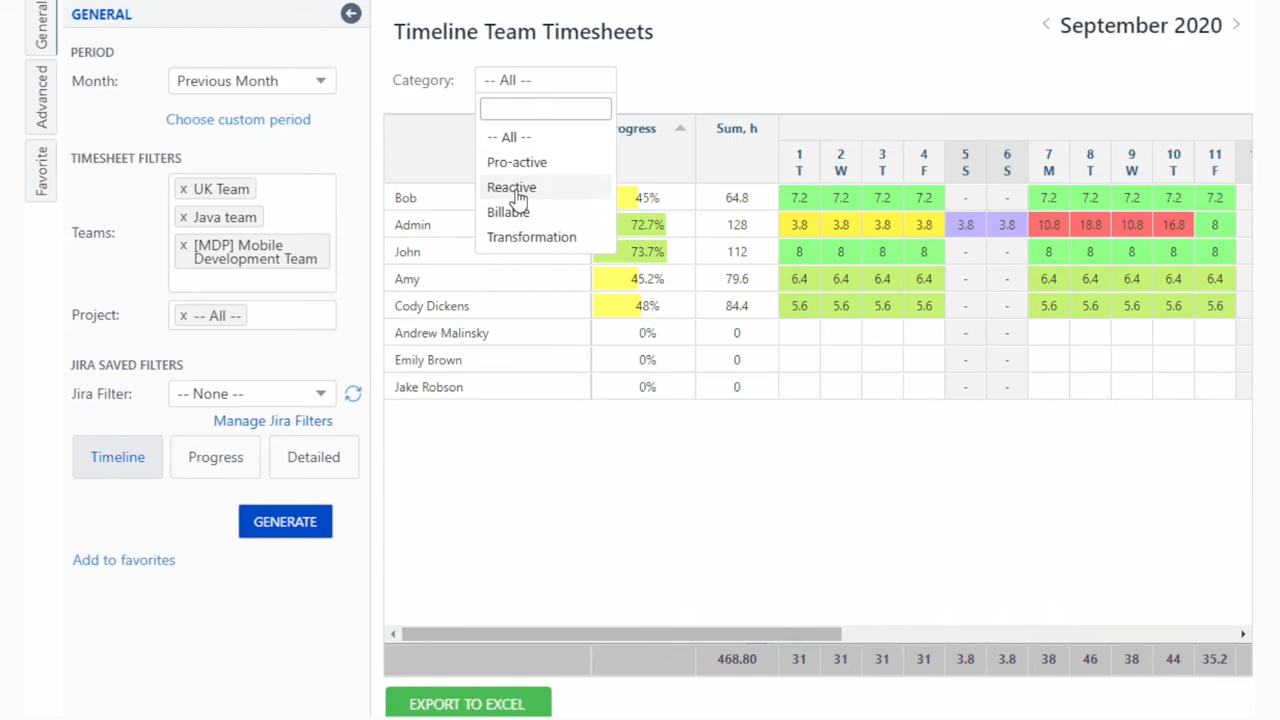 General
Advanced
Favorite
GENERAL
PERIOD
Month: Previous Month
Choose custom period
TIMESHEET FILTERS
Teams:
x UK Team
x Java team
x [MDP] Mobile
Development Team
Project: x -- All --
JIRA SAVED FILTERS
Jira Filter: -- None --
Manage Jira Filters
Timeline Progress Detailed
GENERATE
Add to favorites
Timeline Team Timesheets
< September 2020 >
Category: -- All --
-- All --
Pro-active
Reactive
Billable
Transformation
ogress Sum, h
1 2 3 4 5 6 7 8 9 10 11
T W T F S S M T W T F
Bob 45% 64.8 7.2 7.2 7.2 7.2 - - 7.2 7.2 7.2 7.2 7.2
Admin 72.7% 128 3.8 3.8 3.8 3.8 3.8 3.8 10.8 18.8 10.8 16.8 8
John 73.7% 112 8 8 8 8 - - 8 8 8 8 8
Amy 45.2% 79.6 6.4 6.4 6.4 6.4 - - 6.4 6.4 6.4 6.4 6.4
Cody Dickens 48% 84.4 5.6 5.6 5.6 5.6 - - 5.6 5.6 5.6 5.6 5.6
Andrew Malinsky 0% 0 - -
Emily Brown 0% 0 - -
Jake Robson 0% 0 - -
468.80 31 31 31 31 3.8 3.8 38 46 38 44 35.2
EXPORT TO EXCEL